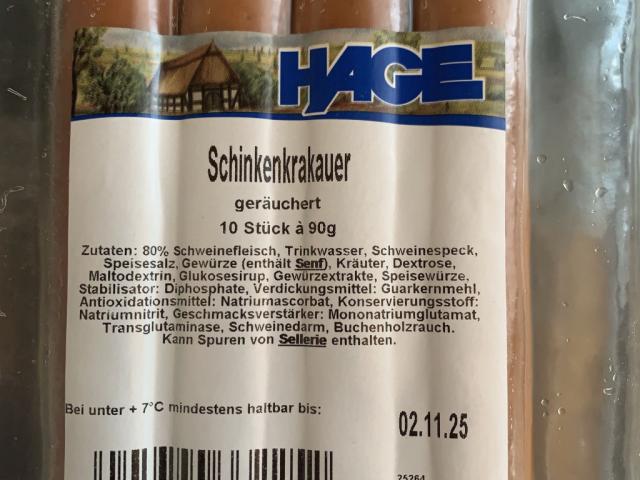 HAGE
Schinkenkrakauer
geräuchert
10 Stück à 90g
Zutaten: 80% Schweinefleisch, Trinkwasser, Schweinespeck,
Speisesalz, Gewürze (enthält Senf), Kräuter, Dextrose,
Maltodextrin, Glukosesirup, Gewürzextrakte, Speisewürze,
Stabilisator: Diphosphate, Verdickungsmittel: Guarkernmehl,
Antioxidationsmittel: Natriumascorbat, Konservierungsstoff:
Natriumnitrit, Geschmacksverstärker: Mononatriumglutamat,
Transglutaminase, Schweinedarm, Buchenholzrauch.
Kann Spuren von Sellerie enthalten.
Bei unter + 7°C mindestens haltbar bis:
02.11.25
25264